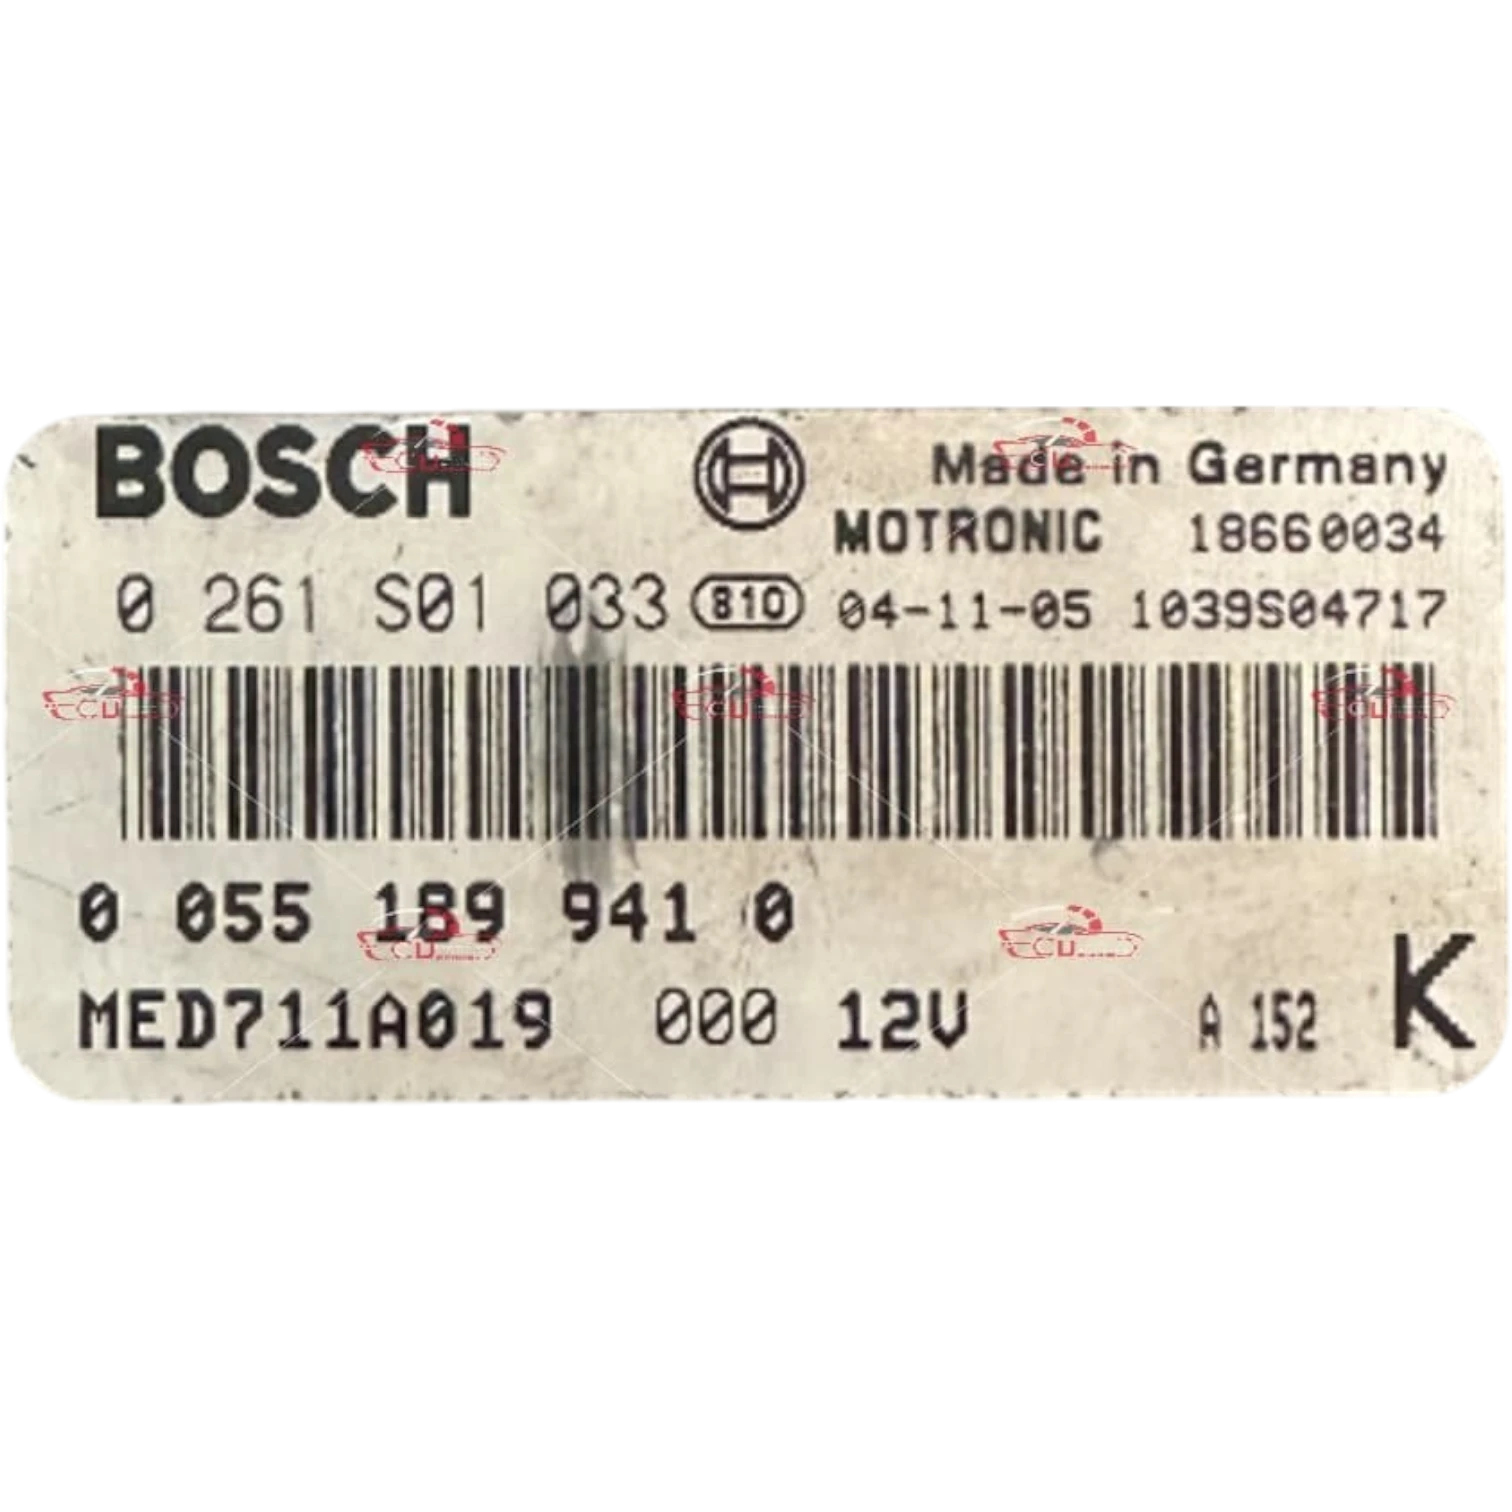 BOSCH
Made in Germany
MOTRONIC 18660034
0 261 S01 033 810 04-11-05 1039S04717
0 055 189 941 0
MED711A019 000 12V A 152 K